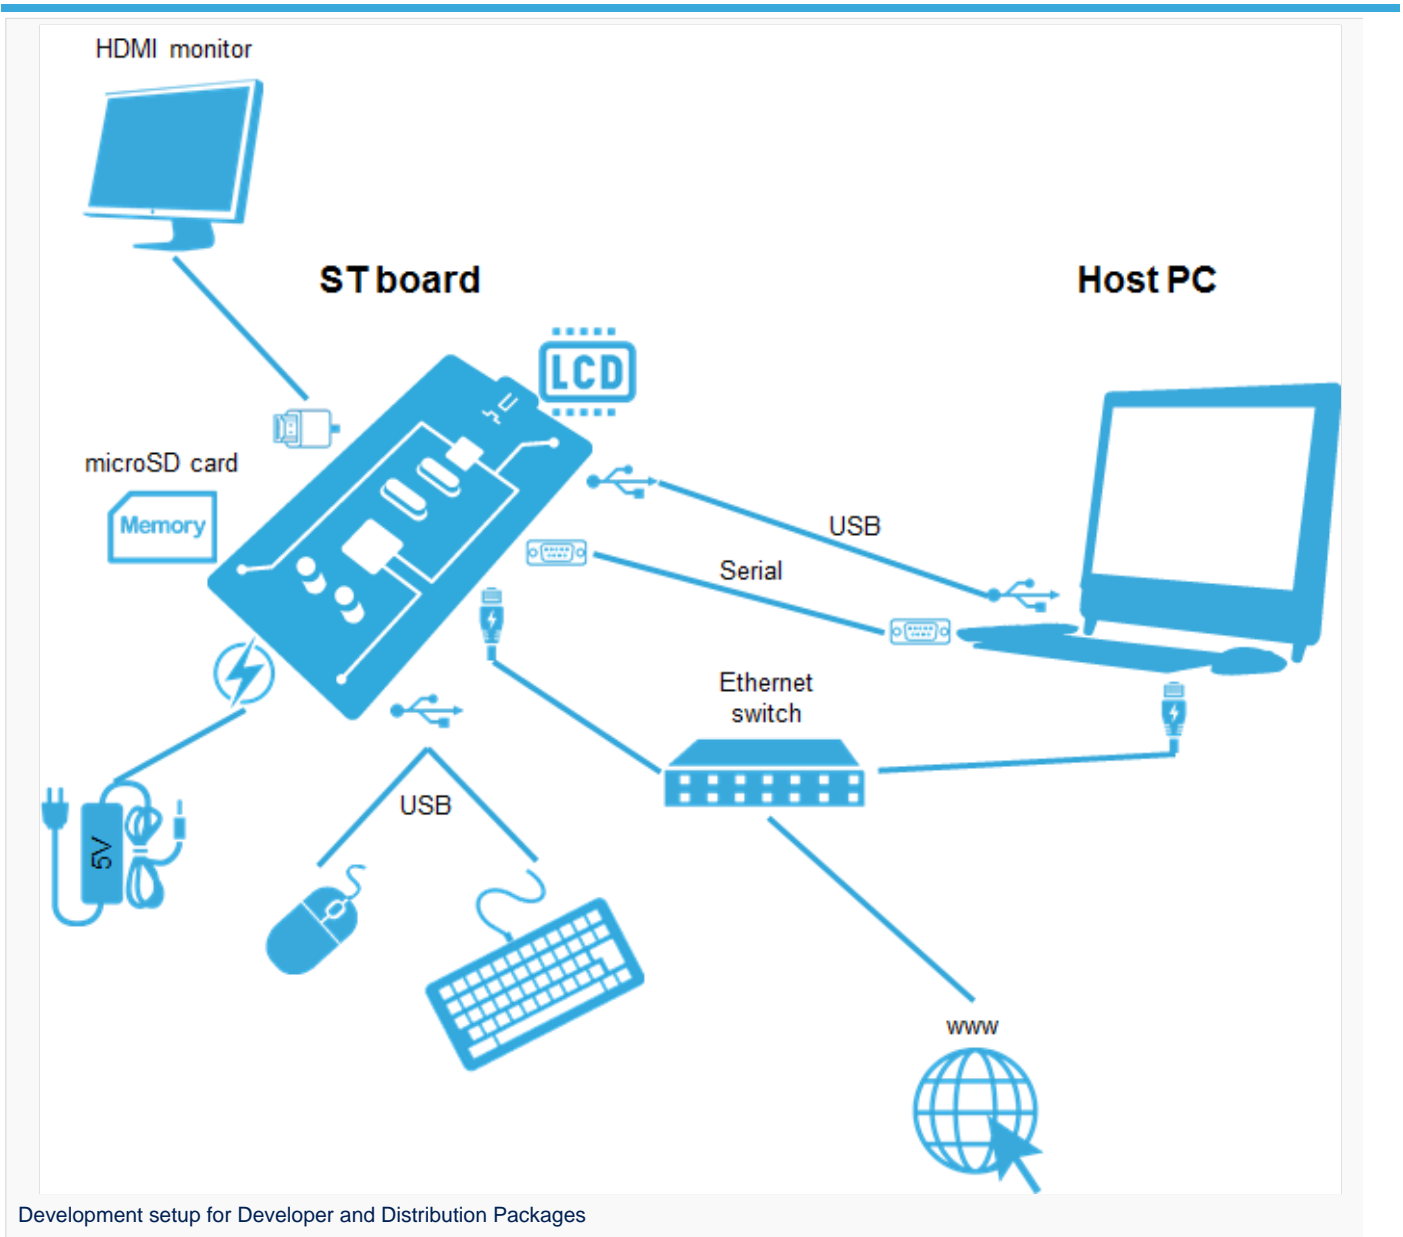 HDMI monitor
ST board
Host PC
LCD
microSD card
Memory
USB
Serial
Ethernet
switch
USB
5V
www
Development setup for Developer and Distribution Packages